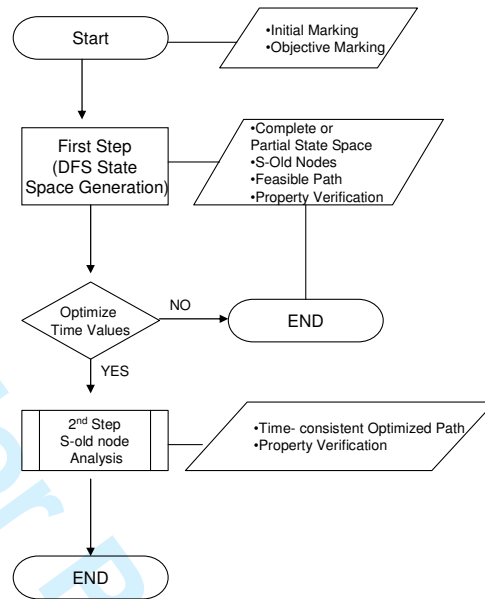 Start
•Initial Marking
•Objective Marking
First Step
(DFS State
Space Generation)
•Complete or
Partial State Space
•S-Old Nodes
•Feasible Path
•Property Verification
Optimize
Time Values
NO
END
YES
2nd Step
S-old node
Analysis
•Time- consistent Optimized Path
•Property Verification
END